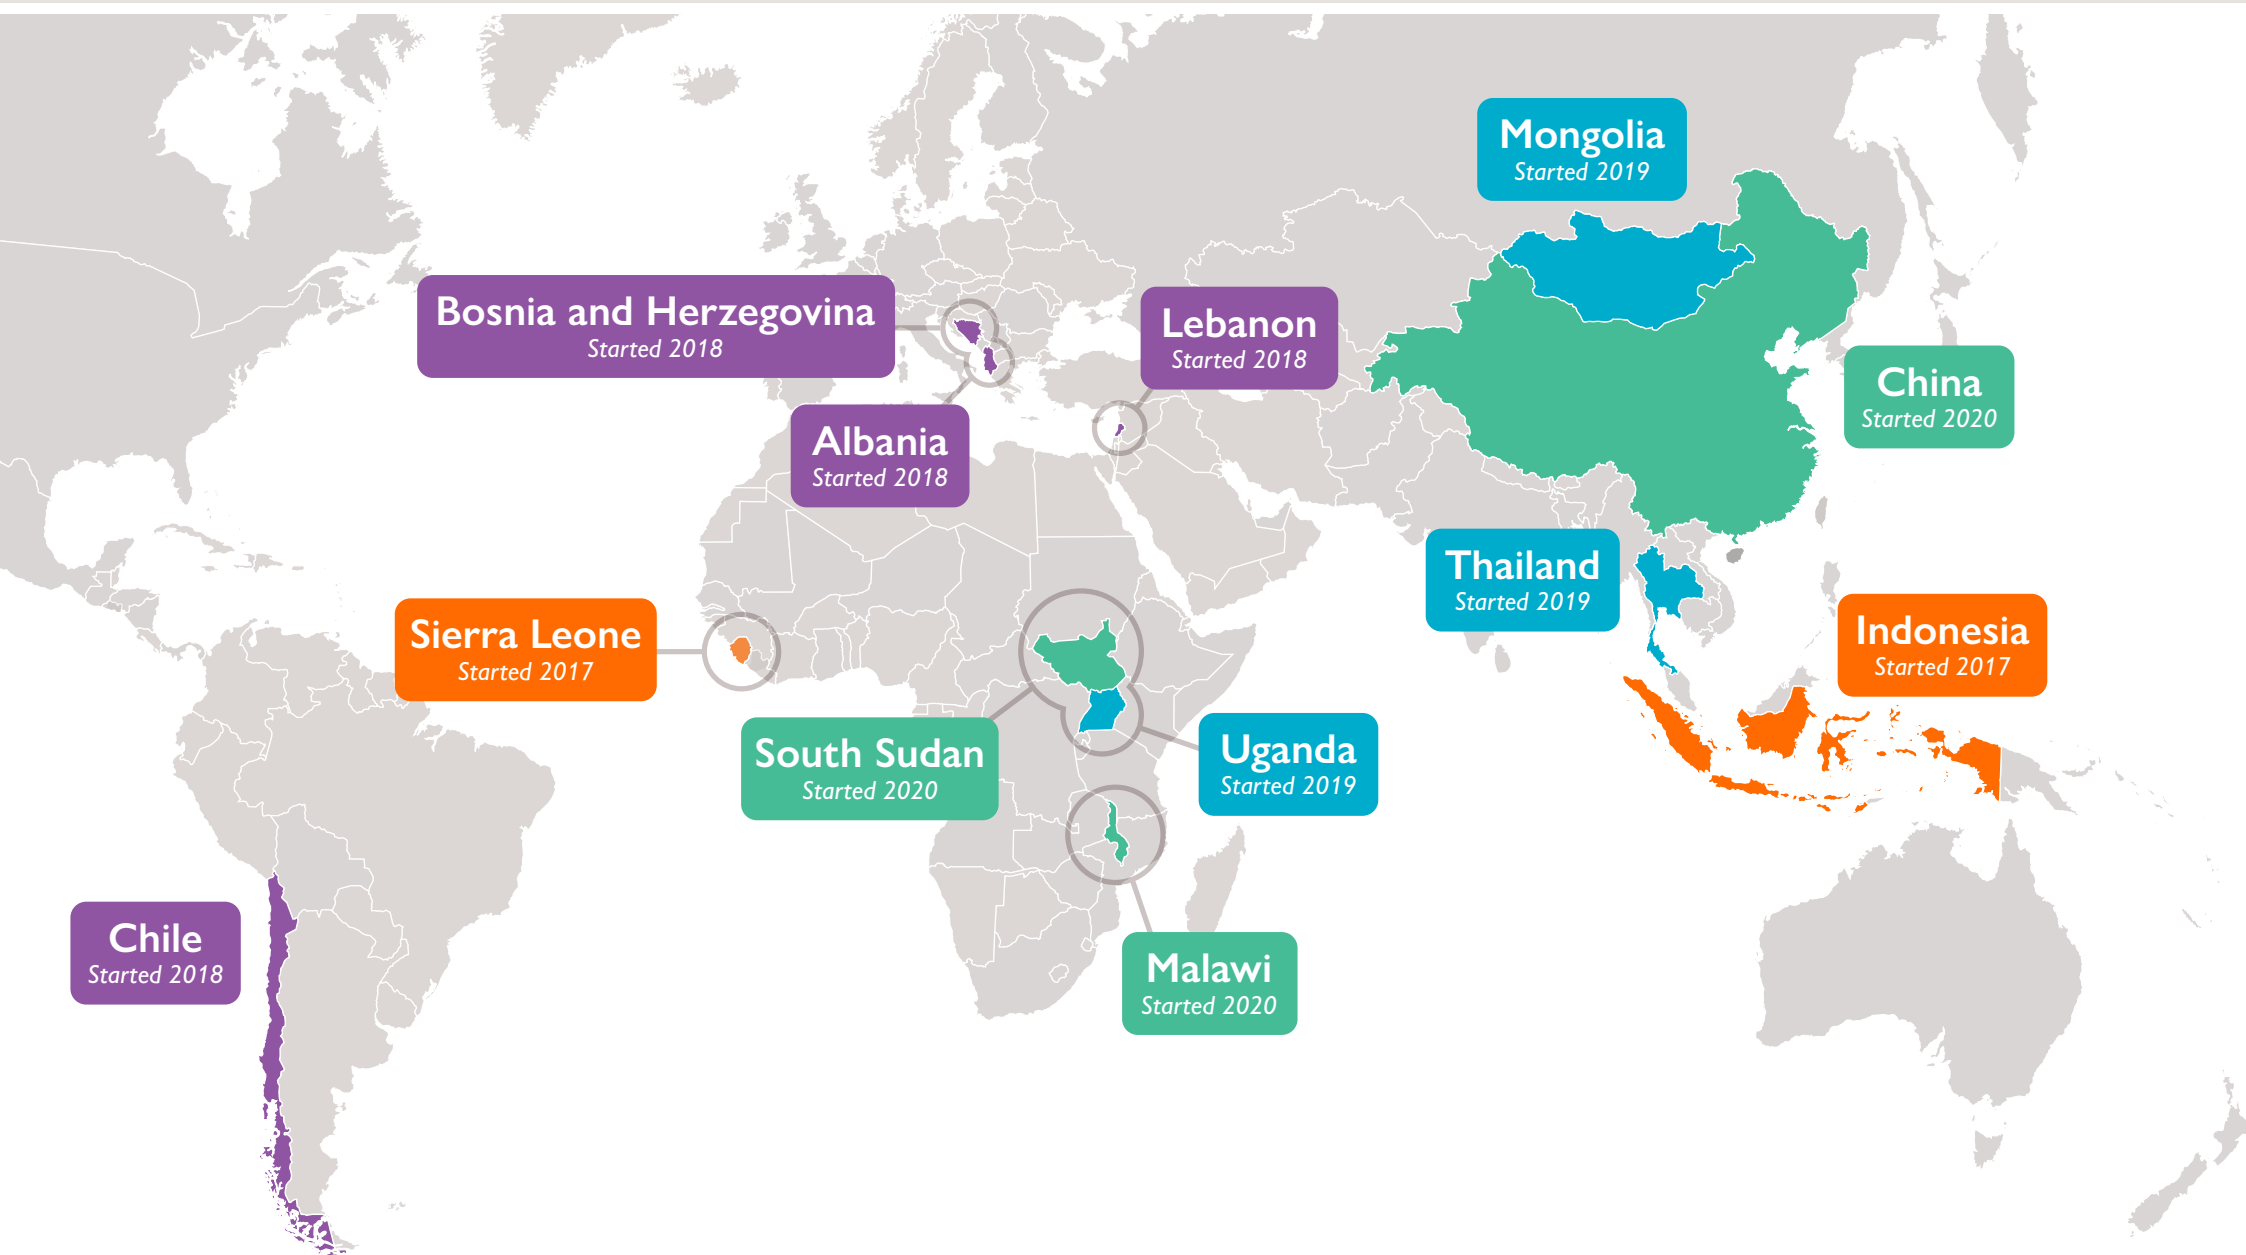 Mongolia
Started 2019
Bosnia and Herzegovina
Started 2018
Lebanon
Started 2018
China
Started 2020
Albania
Started 2018
Thailand
Started 2019
Sierra Leone
Started 2017
Indonesia
Started 2017
South Sudan
Started 2020
Uganda
Started 2019
Chile
Started 2018
Malawi
Started 2020